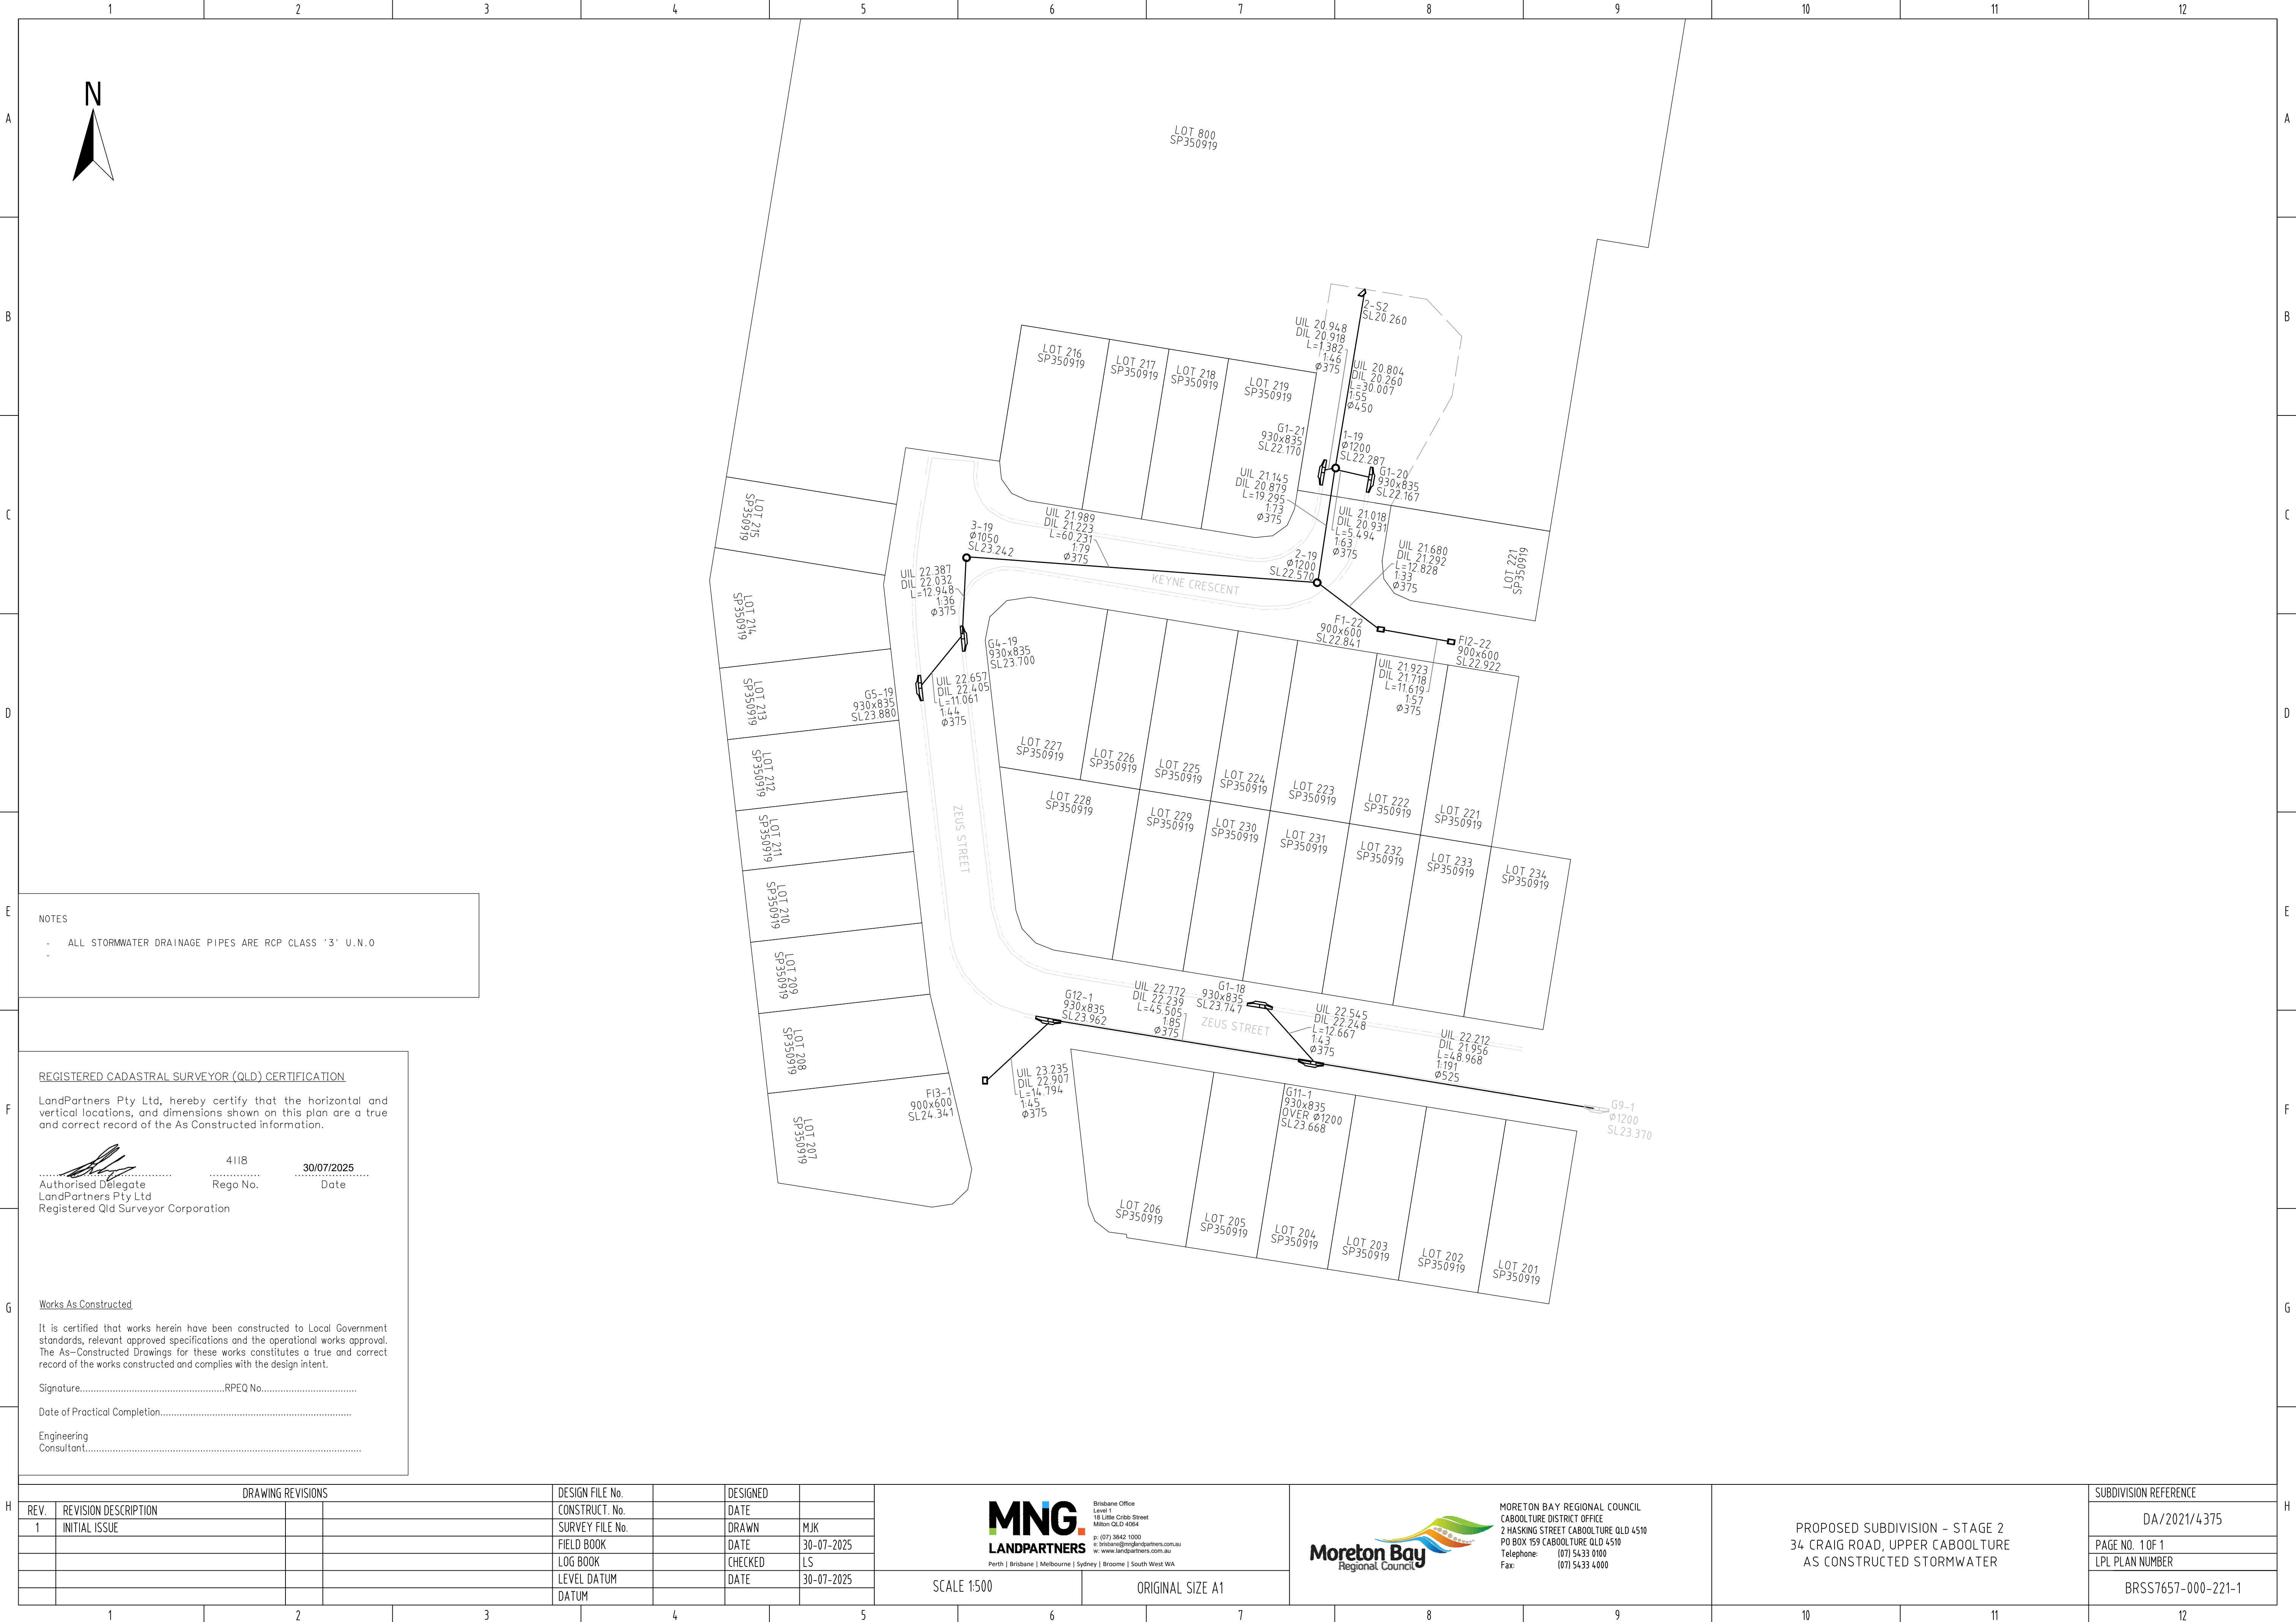 1 2 3 4 5 6 7 8 9 10 11 12
A
B
C
D
E
F
G
H
N
LOT 800
SP350919
2-S2
SL20.260
UIL 20.948
DIL 20.918
L=1.382
1:46
Ø375
UIL 20.804
DIL 20.260
L=30.007
1:55
Ø450
LOT 216
SP350919
LOT 217
SP350919
LOT 218
SP350919
LOT 219
SP350919
G1-21
930x835
SL22.170
1-19
Ø1200
SL22.287
G1-20
930x835
SL22.167
UIL 21.145
DIL 20.879
L=19.295
1:73
Ø375
UIL 21.018
DIL 20.931
L=5.494
1:63
Ø375
LOT 215
SP350919
3-19
Ø1050
SL23.242
UIL 21.989
DIL 21.223
L=60.231
1:79
Ø375
2-19
Ø1200
SL22.570
UIL 21.680
DIL 21.292
L=12.828
1:33
Ø375
LOT 221
SP350919
UIL 22.387
DIL 22.032
L=12.948
1:36
Ø375
KEYNE CRESCENT
LOT 214
SP350919
F1-22
900x600
SL22.841
FI2-22
900x600
SL22.922
G4-19
930x835
SL23.700
UIL 21.923
DIL 21.718
L=11.619
1:57
Ø375
UIL 22.657
DIL 22.405
L=11.061
1:44
Ø375
G5-19
930x835
SL23.880
LOT 213
SP350919
LOT 212
SP350919
LOT 227
SP350919
LOT 226
SP350919
LOT 225
SP350919
LOT 224
SP350919
LOT 223
SP350919
LOT 222
SP350919
LOT 221
SP350919
LOT 228
SP350919
LOT 229
SP350919
LOT 230
SP350919
LOT 231
SP350919
LOT 232
SP350919
LOT 233
SP350919
LOT 234
SP350919
ZEUS STREET
LOT 211
SP350919
LOT 210
SP350919
LOT 209
SP350919
LOT 208
SP350919
LOT 207
SP350919
G12-1
930x835
SL23.962
UIL 22.772
DIL 22.239
L=45.505
1:85
Ø375
G1-18
930x835
SL23.747
ZEUS STREET
UIL 22.545
DIL 22.248
L=12.667
1:43
Ø375
UIL 22.212
DIL 21.956
L=48.968
1:191
Ø525
FI3-1
900x600
SL24.341
UIL 23.235
DIL 22.907
L=14.794
1:45
Ø375
G11-1
930x835
OVER Ø1200
SL23.668
G9-1
Ø1200
SL23.370
LOT 206
SP350919
LOT 205
SP350919
LOT 204
SP350919
LOT 203
SP350919
LOT 202
SP350919
LOT 201
SP350919
NOTES
- ALL STORMWATER DRAINAGE PIPES ARE RCP CLASS '3' U.N.O
-
REGISTERED CADASTRAL SURVEYOR (QLD) CERTIFICATION
LandPartners Pty Ltd, hereby certify that the horizontal and
vertical locations, and dimensions shown on this plan are a true
and correct record of the As Constructed information.
4118
30/07/2025
Authorised Delegate Rego No. Date
LandPartners Pty Ltd
Registered Qld Surveyor Corporation
Works As Constructed
It is certified that works herein have been constructed to Local Government
standards, relevant approved specifications and the operational works approval.
The As-Constructed Drawings for these works constitutes a true and correct
record of the works constructed and complies with the design intent.
Signature.....................................................RPEQ No...................................
Date of Practical Completion......................................................................
Engineering
Consultant.....................................................................................................
DRAWING REVISIONS
REV. REVISION DESCRIPTION
1 INITIAL ISSUE
DESIGN FILE No.
CONSTRUCT. No.
SURVEY FILE No.
FIELD BOOK
LOG BOOK
LEVEL DATUM
DATUM
DESIGNED
DATE
DRAWN MJK
DATE 30-07-2025
CHECKED LS
DATE 30-07-2025
MNG.
LANDPARTNERS
Brisbane Office
Level 1
18 Little Cribb Street
Milton QLD 4064
p: (07) 3842 1000
e: brisbane@mnglandpartners.com.au
w: www.landpartners.com.au
Perth | Brisbane | Melbourne | Sydney | Broome | South West WA
SCALE 1:500
ORIGINAL SIZE A1
Moreton Bay
Regional Council
MORETON BAY REGIONAL COUNCIL
CABOOLTURE DISTRICT OFFICE
2 HASKING STREET CABOOLTURE QLD 4510
PO BOX 159 CABOOLTURE QLD 4510
Telephone: (07) 5433 0100
Fax: (07) 5433 4000
PROPOSED SUBDIVISION - STAGE 2
34 CRAIG ROAD, UPPER CABOOLTURE
AS CONSTRUCTED STORMWATER
SUBDIVISION REFERENCE
DA/2021/4375
PAGE NO. 1 OF 1
LPL PLAN NUMBER
BRSS7657-000-221-1
A
B
C
D
E
F
G
H
1 2 3 4 5 6 7 8 9 10 11 12